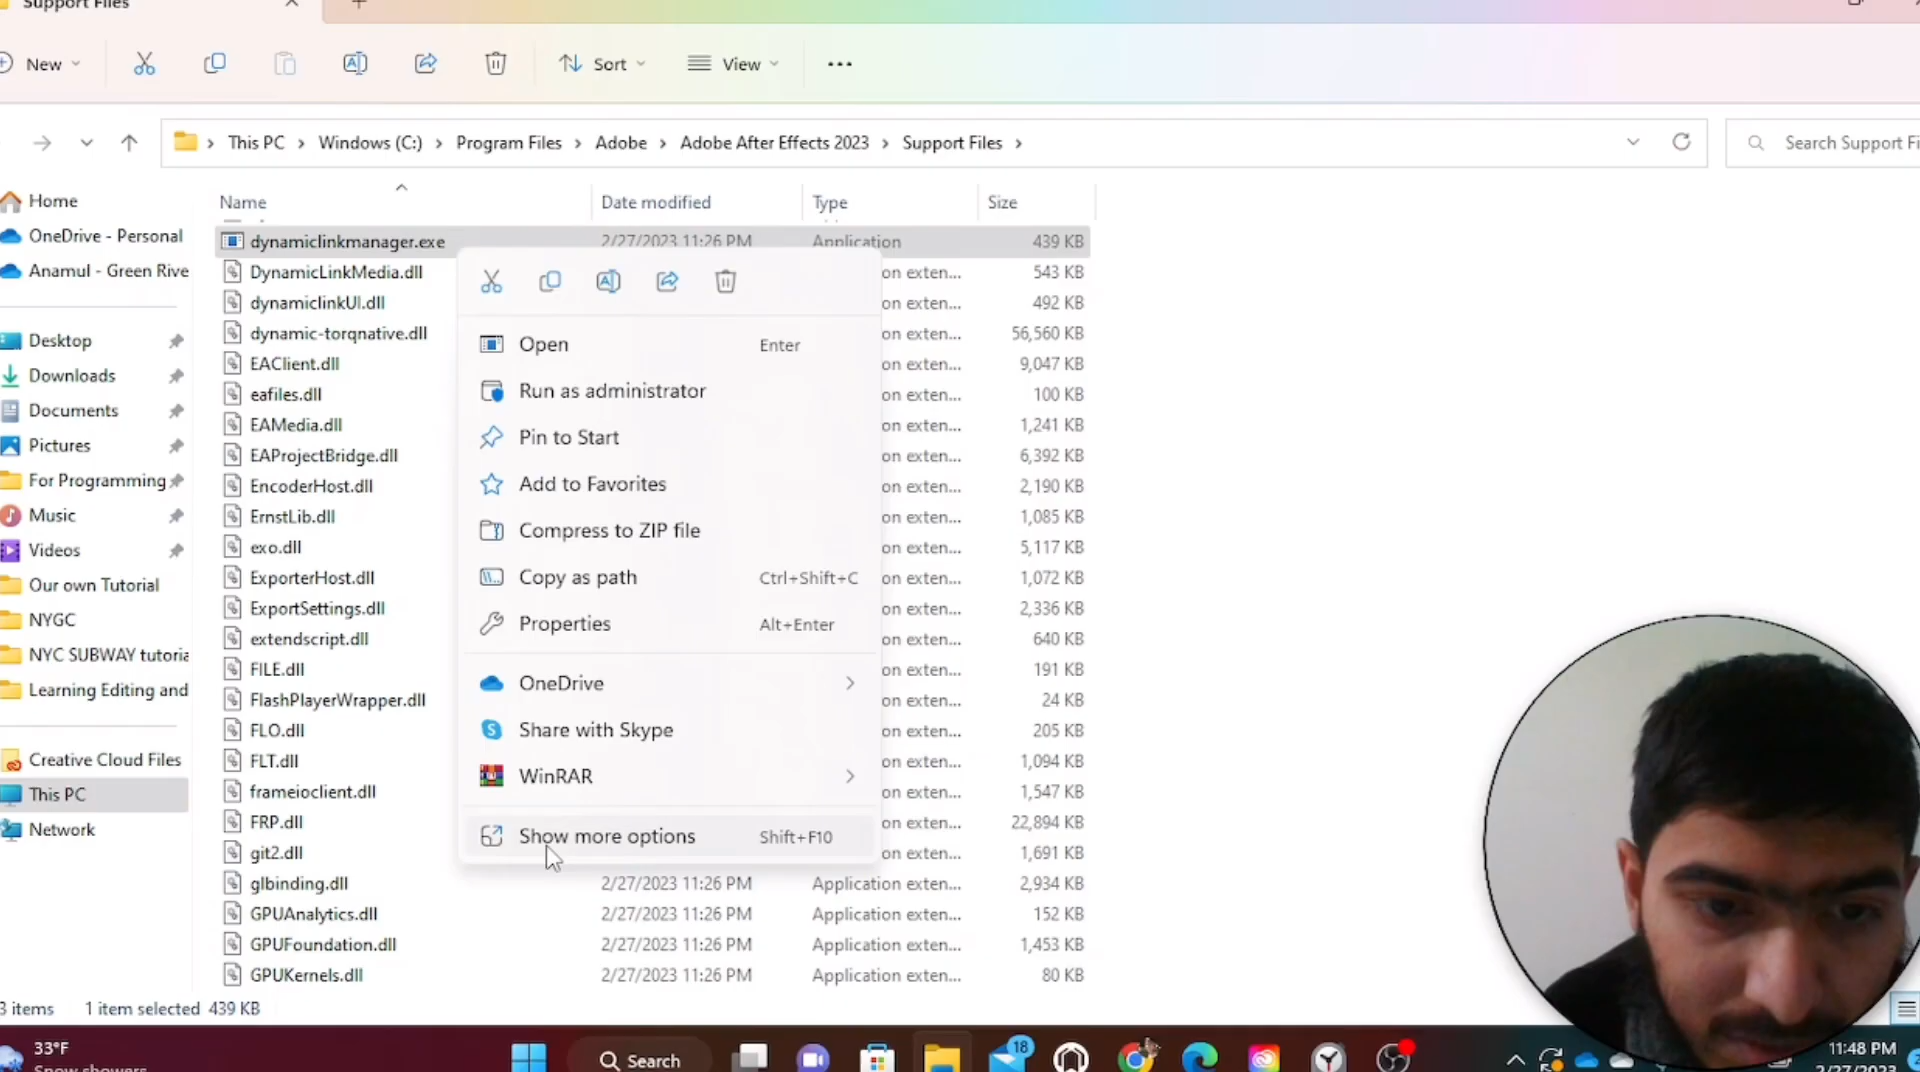 Support Files
New
Sort
View
This PC > Windows (C:) > Program Files > Adobe > Adobe After Effects 2023 > Support Files >
Search Support Fi
Home
OneDrive - Personal
Anamul - Green Rive
Desktop
Downloads
Documents
Pictures
For Programming
Music
Videos
Our own Tutorial
NYGC
NYC SUBWAY tutoria
Learning Editing and
Creative Cloud Files
This PC
Network
Name Date modified Type Size
dynamiclinkmanager.exe 2/27/2023 11:26 PM Application 439 KB
DynamicLinkMedia.dll on exten... 543 KB
dynamiclinkUI.dll on exten... 492 KB
dynamic-torqnative.dll on exten... 56,560 KB
EAClient.dll on exten... 9,047 KB
eafiles.dll on exten... 100 KB
EAMedia.dll on exten... 1,241 KB
EAProjectBridge.dll on exten... 6,392 KB
EncoderHost.dll on exten... 2,190 KB
ErnstLib.dll on exten... 1,085 KB
exo.dll on exten... 5,117 KB
ExporterHost.dll on exten... 1,072 KB
ExportSettings.dll on exten... 2,336 KB
extendscript.dll on exten... 640 KB
FILE.dll on exten... 191 KB
FlashPlayerWrapper.dll on exten... 24 KB
FLO.dll on exten... 205 KB
FLT.dll on exten... 1,094 KB
frameioclient.dll on exten... 1,547 KB
FRP.dll on exten... 22,894 KB
git2.dll on exten... 1,691 KB
glbinding.dll 2/27/2023 11:26 PM Application exten... 2,934 KB
GPUAnalytics.dll 2/27/2023 11:26 PM Application exten... 152 KB
GPUFoundation.dll 2/27/2023 11:26 PM Application exten... 1,453 KB
GPUKernels.dll 2/27/2023 11:26 PM Application exten... 80 KB
Open Enter
Run as administrator
Pin to Start
Add to Favorites
Compress to ZIP file
Copy as path Ctrl+Shift+C
Properties Alt+Enter
OneDrive
Share with Skype
WinRAR
Show more options Shift+F10
3 items 1 item selected 439 KB
33°F
Snow showers
Search
18
11:48 PM
2/27/2023